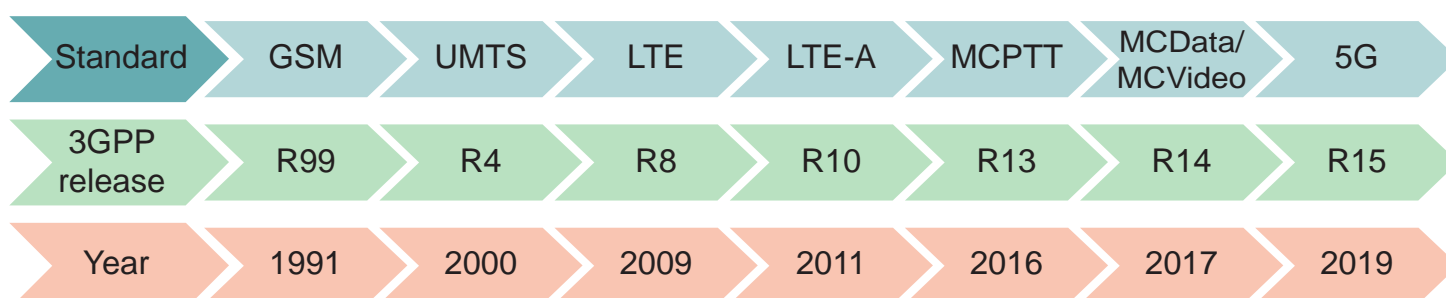 Standard GSM UMTS LTE LTE-A MCPTT MCData/
MCVideo 5G
3GPP
release R99 R4 R8 R10 R13 R14 R15
Year 1991 2000 2009 2011 2016 2017 2019